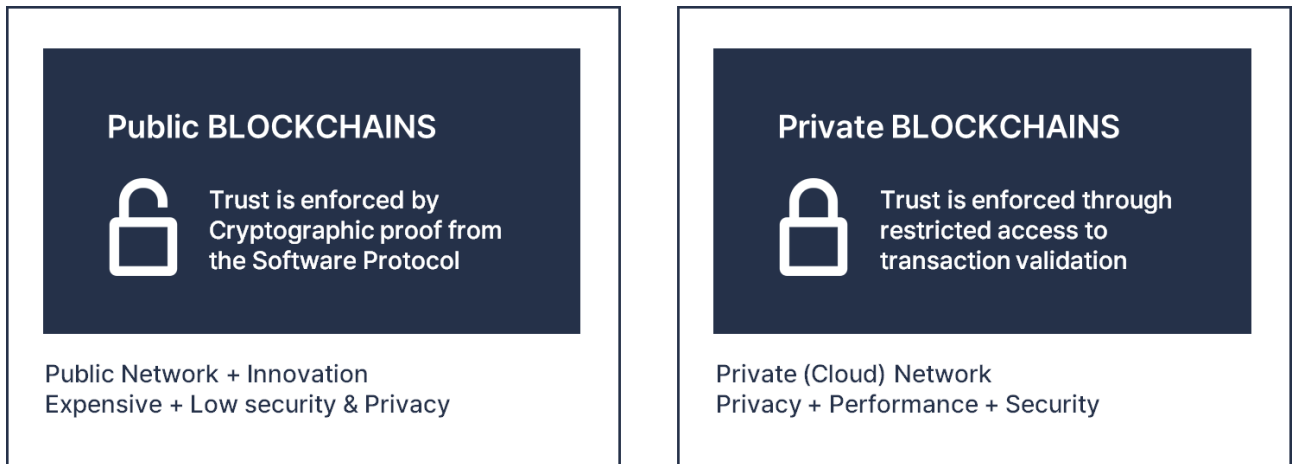 Public BLOCKCHAINS
Trust is enforced by
Cryptographic proof from
the Software Protocol
Public Network + Innovation
Expensive + Low security & Privacy
Private BLOCKCHAINS
Trust is enforced through
restricted access to
transaction validation
Private (Cloud) Network
Privacy + Performance + Security